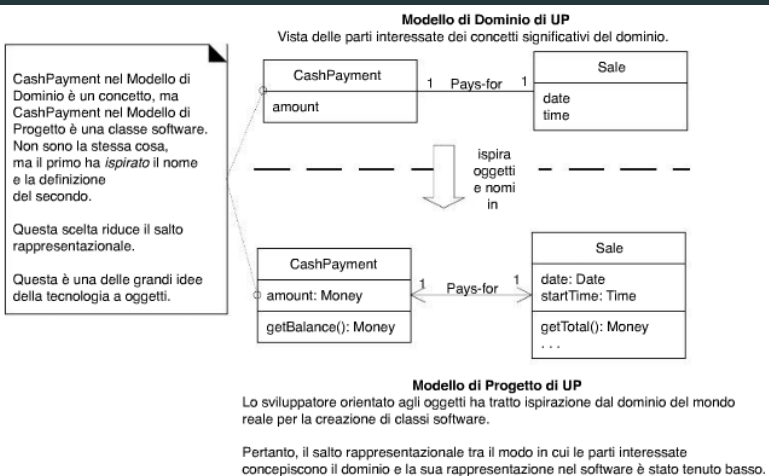 Modello di Dominio di UP
Vista delle parti interessate dei concetti significativi del dominio.
CashPayment nel Modello di
Dominio è un concetto, ma
CashPayment nel Modello di
Progetto è una classe software.
Non sono la stessa cosa,
ma il primo ha ispirato il nome
e la definizione
del secondo.
Questa scelta riduce il salto
rappresentazionale.
Questa è una delle grandi idee
della tecnologia a oggetti.
CashPayment
amount
1 Pays-for 1
Sale
date
time
ispira
oggetti
e nomi
in
CashPayment
amount: Money
getBalance(): Money
1 Pays-for 1
Sale
date: Date
startTime: Time
getTotal(): Money
. . .
Modello di Progetto di UP
Lo sviluppatore orientato agli oggetti ha tratto ispirazione dal dominio del mondo
reale per la creazione di classi software.
Pertanto, il salto rappresentazionale tra il modo in cui le parti interessate
concepiscono il dominio e la sua rappresentazione nel software è stato tenuto basso.